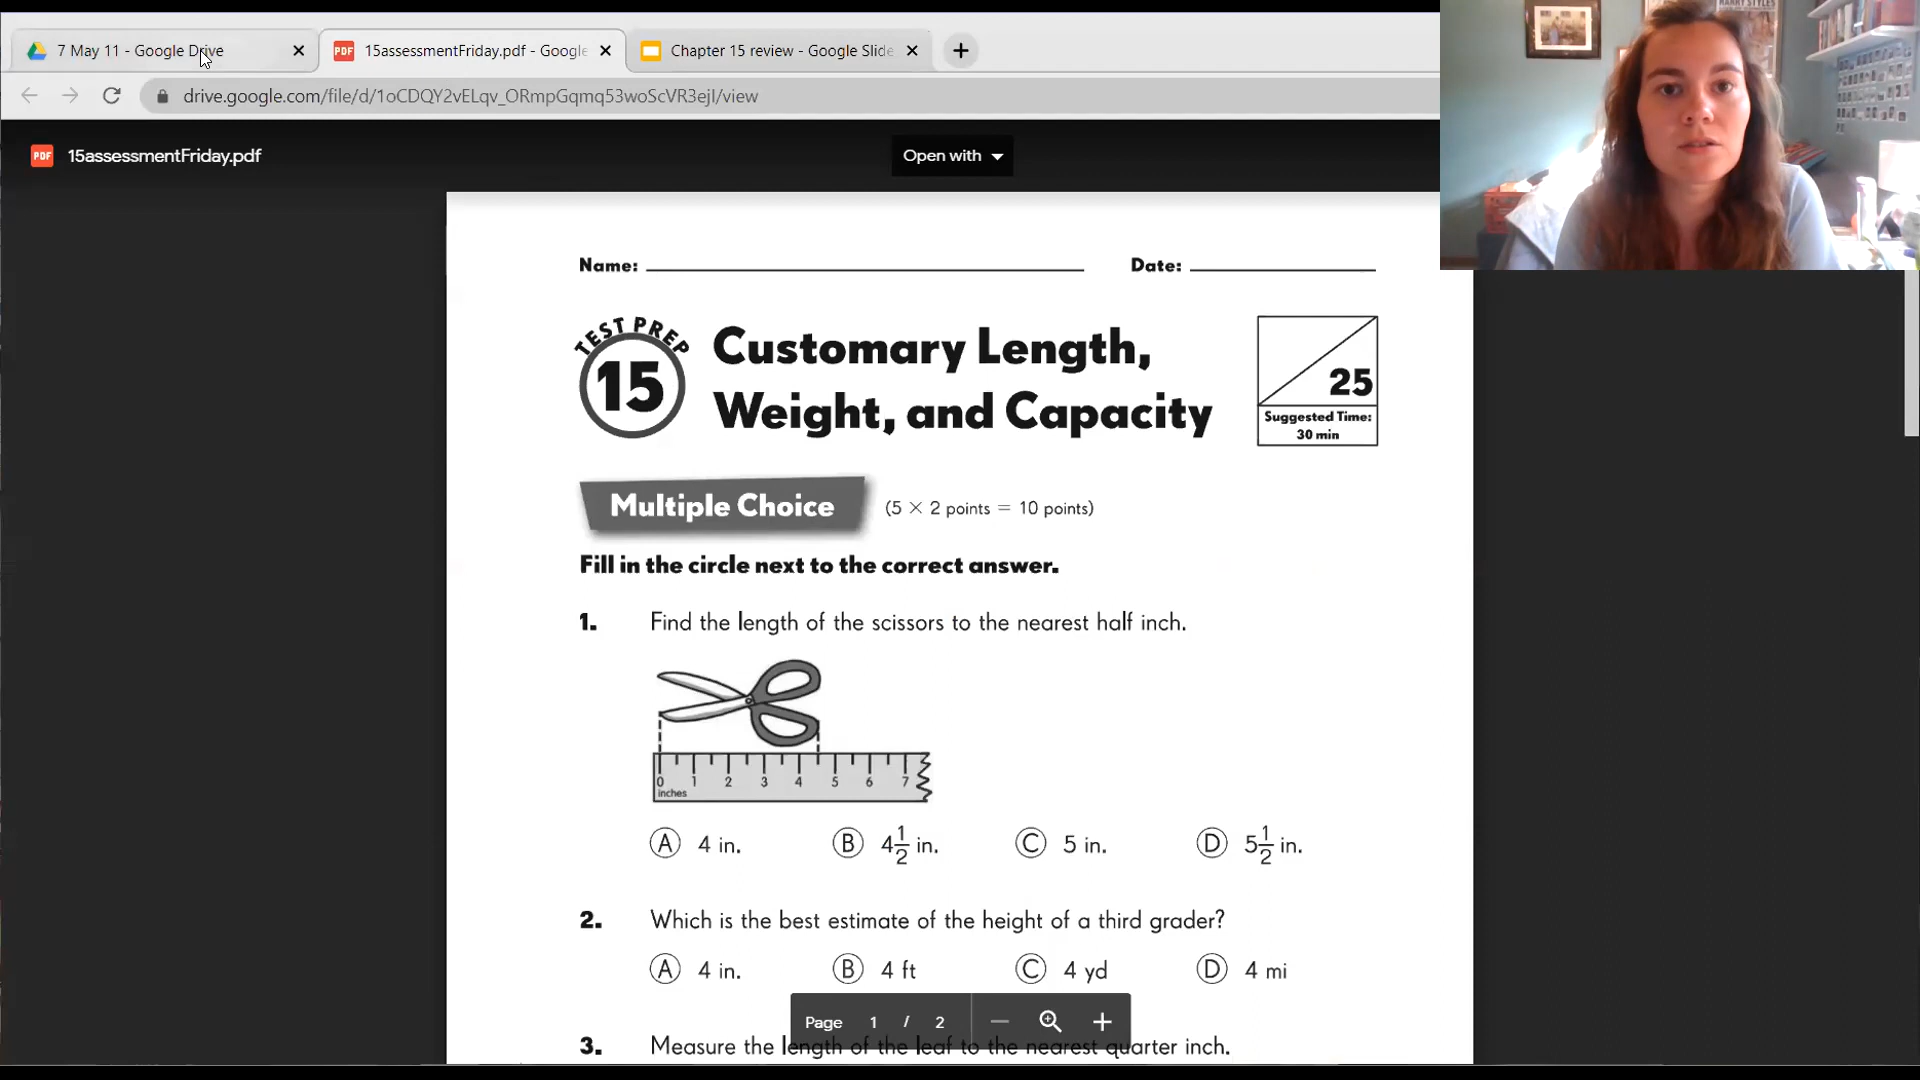 7 May 11 - Google Drive
15assessmentFriday.pdf - Google
Chapter 15 review - Google Slide
drive.google.com/file/d/1oCDQY2vELqv_ORmpGqmq53woScVR3ejI/view
PDF 15assessmentFriday.pdf
Open with
Name: Date:
TEST PREP 15
Customary Length,
Weight, and Capacity
25
Suggested Time:
30 min
Multiple Choice (5 × 2 points = 10 points)
Fill in the circle next to the correct answer.
1. Find the length of the scissors to the nearest half inch.
0 1 2 3 4 5 6 7
inches
A 4 in. B 4 1/2 in. C 5 in. D 5 1/2 in.
2. Which is the best estimate of the height of a third grader?
A 4 in. B 4 ft C 4 yd D 4 mi
Page 1 / 2
3. Measure the length of the leaf to the nearest quarter inch.